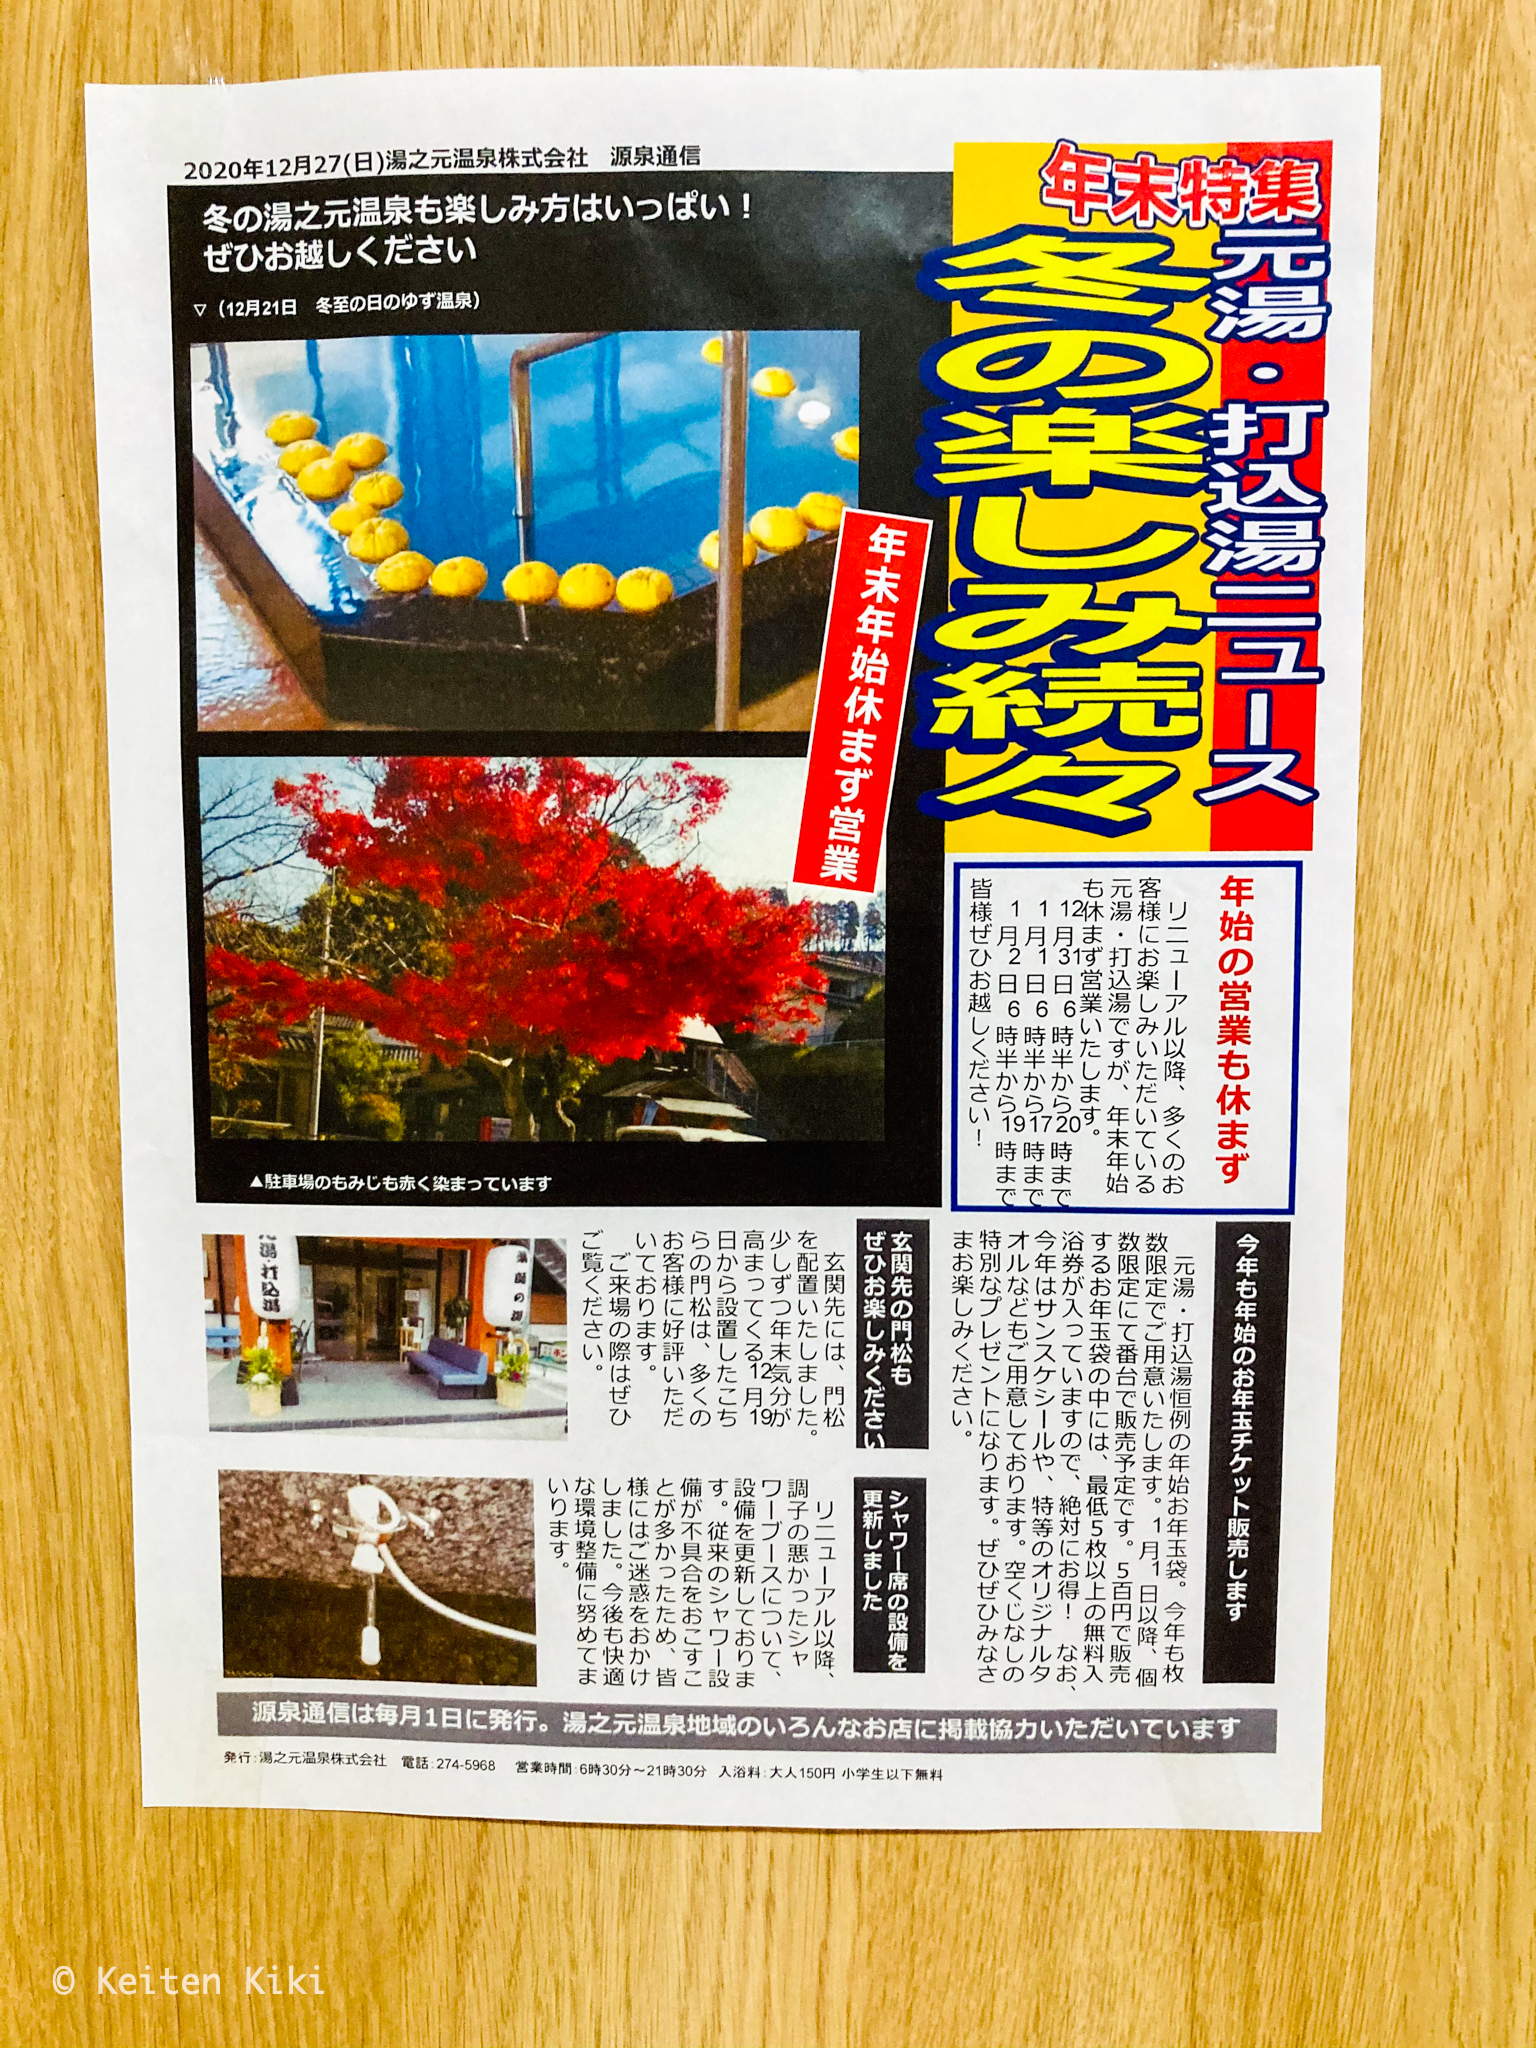 2020年12月27(日)湯之元温泉株式会社　源泉通信
年末特集
元湯・打込湯ニュース
冬の楽しみ続々
冬の湯之元温泉も楽しみ方はいっぱい！
ぜひお越しください
▽（12月21日　冬至の日のゆず温泉）
年末年始休まず営業
▲駐車場のもみじも赤く染まっています
年始の営業も休まず
　リニューアル以降、多くのお
客様にお楽しみいただいている
元湯・打込湯ですが、年末年始
も休まず営業いたします。
12月31日6時半から20時まで
1月1日6時半から17時まで
1月2日6時半から19時まで
皆様ぜひお越しください！
今年も年始のお年玉チケット販売します
　元湯・打込湯恒例の年始お年玉袋。今年も枚
数限定でご用意いたします。1月1日以降、個
数限定にて番台で販売予定です。5百円で販売
するお年玉袋の中には、最低5枚以上の無料入
浴券が入っていますので、絶対にお得！　なお、
今年はサンスケシールや、特等のオリジナルタ
オルなどもご用意しております。空くじなしの
特別なプレゼントになります。ぜひぜひみなさ
まお楽しみください。
玄関先の門松も
ぜひお楽しみください
　玄関先には、門松
を配置いたしました。
少しずつ年末気分が
高まってくる12月19
日から設置したこち
らの門松は、多くの
お客様に好評いただ
いております。
　ご来場の際はぜひ
ご覧ください。
元湯・打込湯
シャワー席の設備を
更新しました
　リニューアル以降、
調子の悪かったシャ
ワーブースについて、
設備を更新しておりま
す。従来のシャワー設
備が不具合をおこすこ
とが多かったため、皆
様にはご迷惑をおかけ
しました。今後も快適
な環境整備に努めてま
いります。
源泉通信は毎月1日に発行。湯之元温泉地域のいろんなお店に掲載協力いただいています
発行：湯之元温泉株式会社　電話：274-5968　営業時間：6時30分～21時30分　入浴料：大人150円 小学生以下無料
© Keiten Kiki